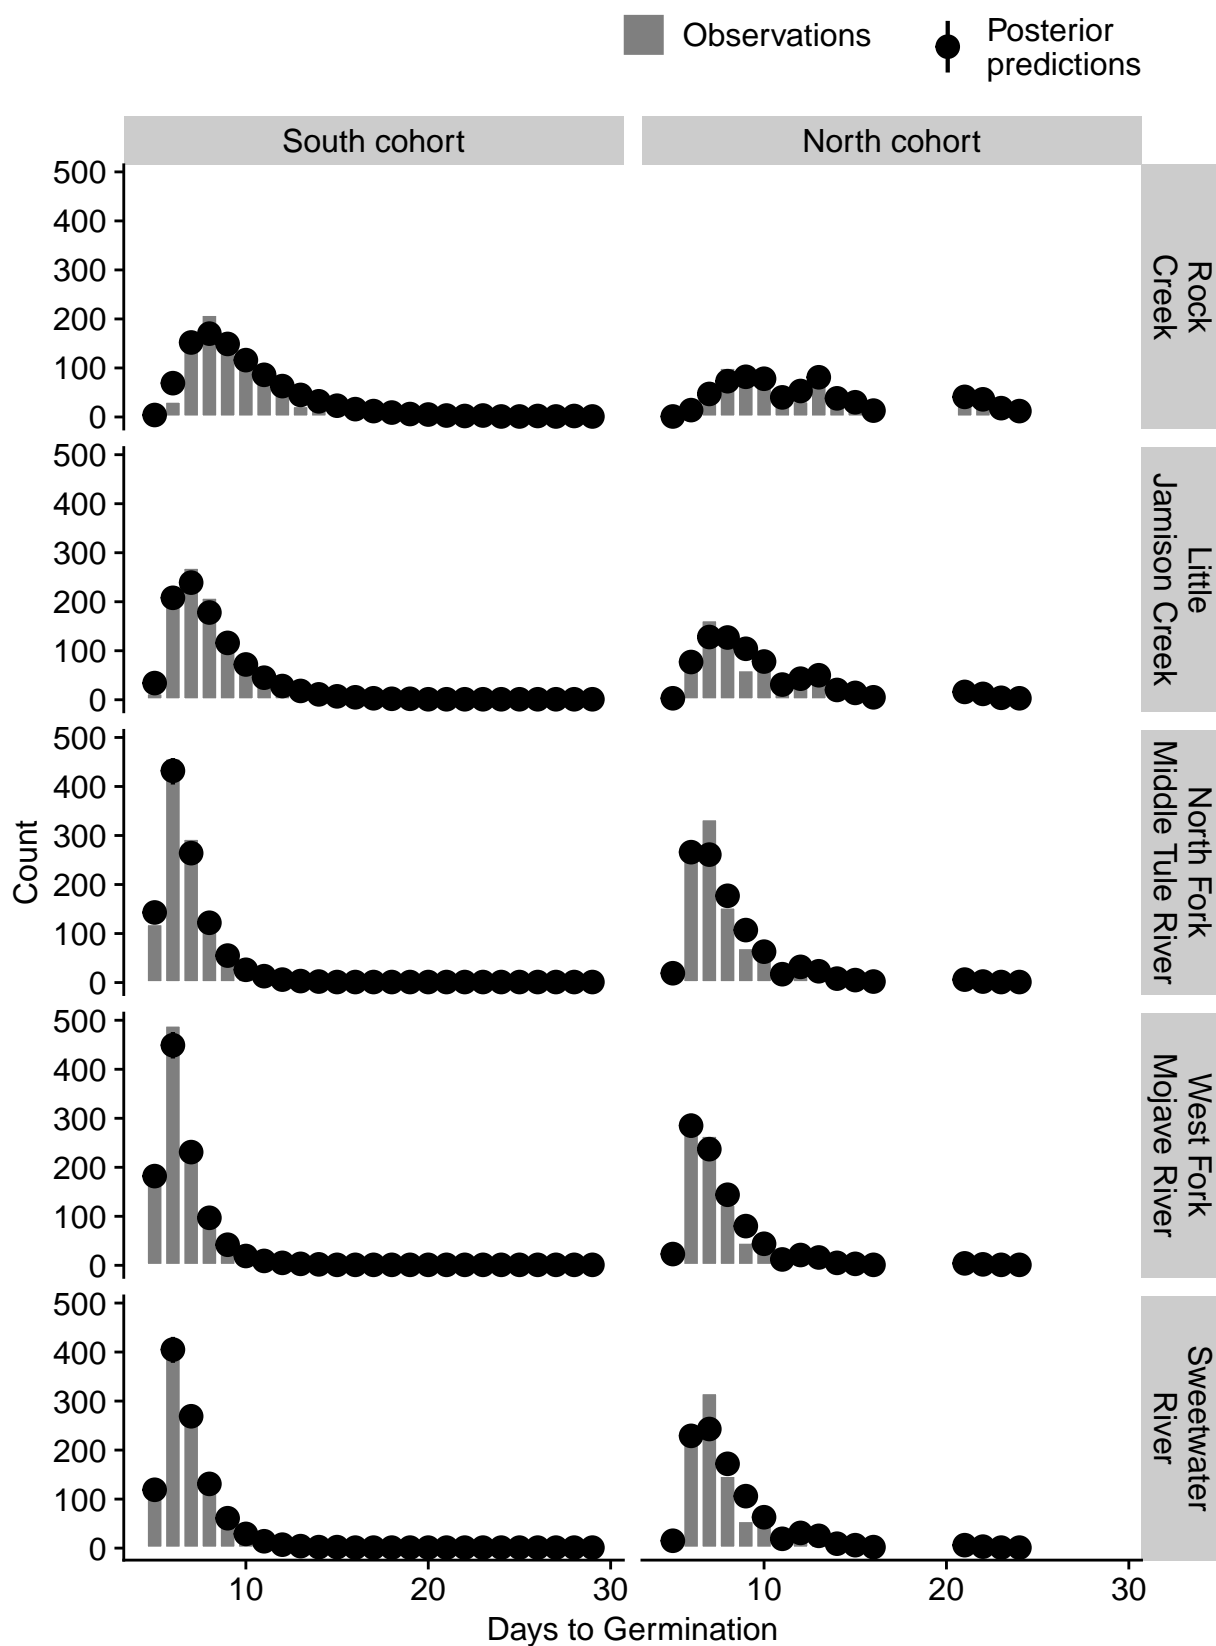 Observations
Posterior
predictions
South cohort
North cohort
500
400
300
200
100
0
Rock
Creek
500
400
300
200
100
0
Little
Jamison Creek
500
400
300
200
100
0
North Fork
Middle Tule River
Count
500
400
300
200
100
0
West Fork
Mojave River
500
400
300
200
100
0
Sweetwater
River
10
20
30
10
20
30
Days to Germination